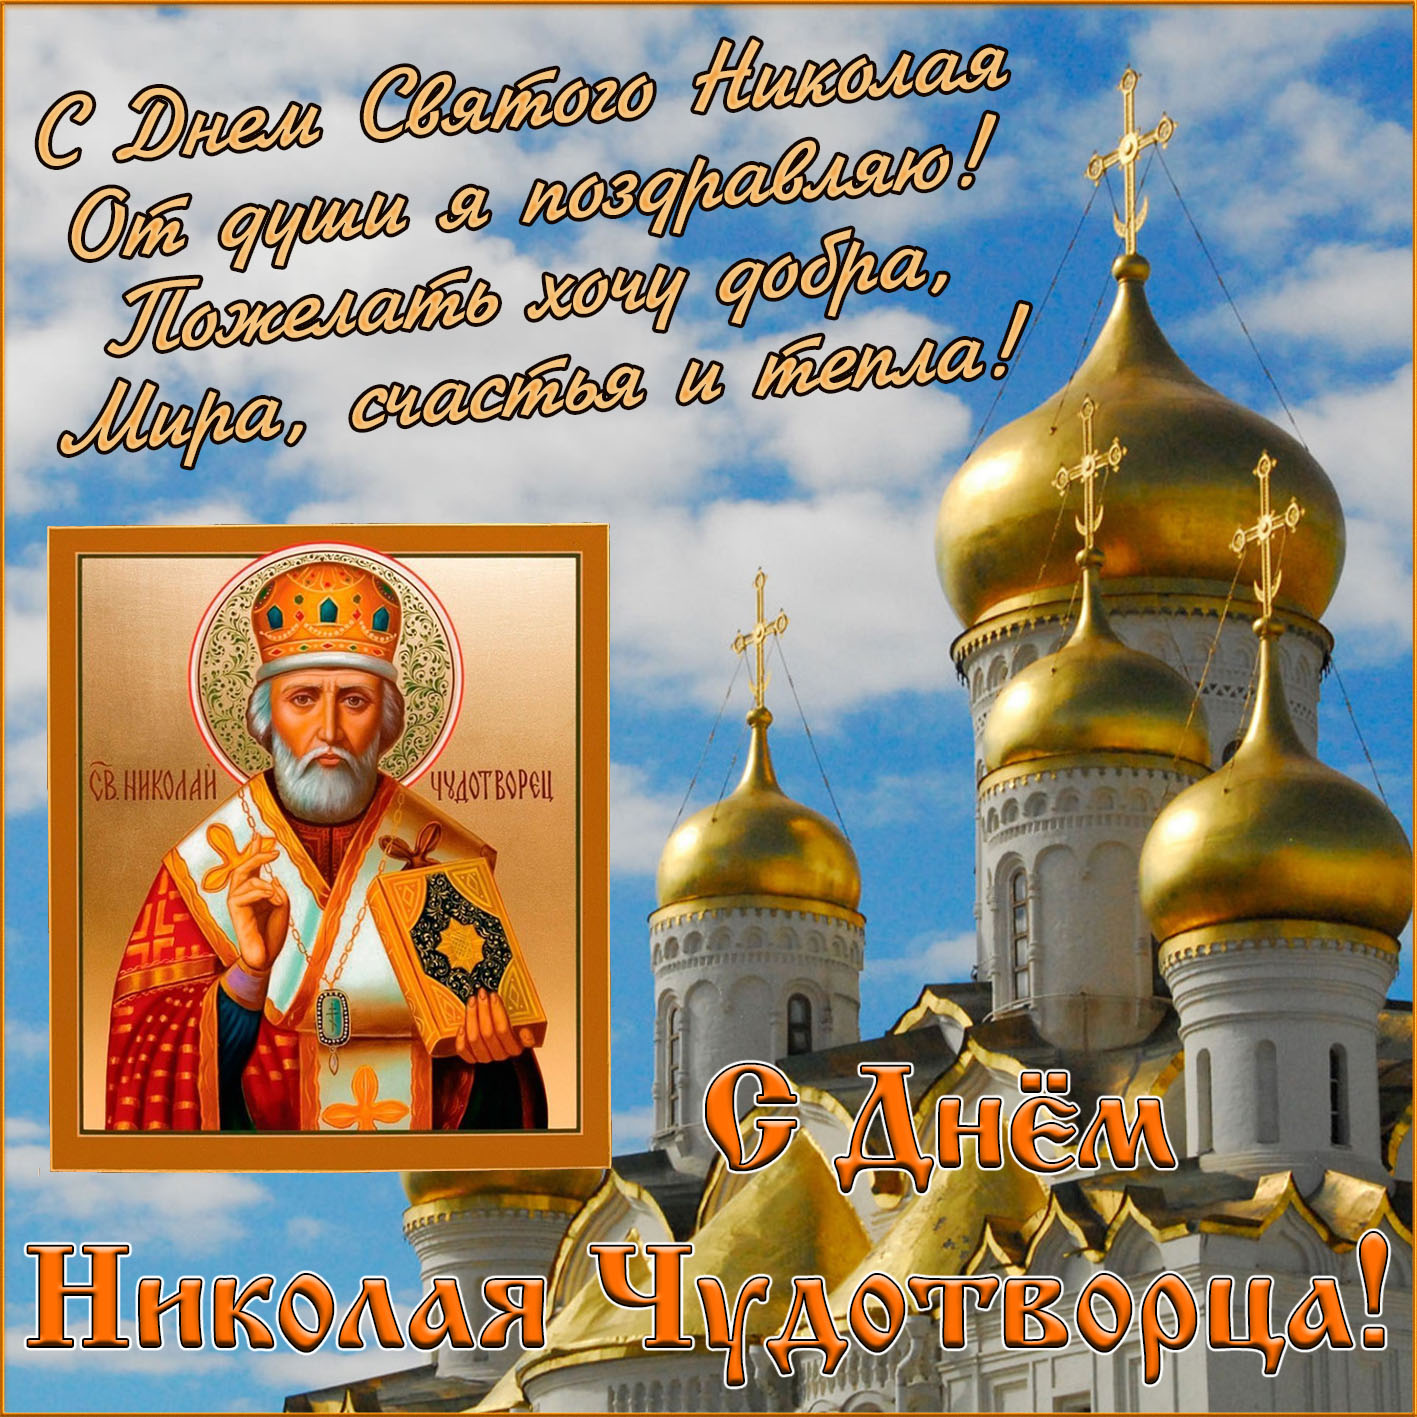 С Днем Святого Николая
От души я поздравляю!
Пожелать хочу добра,
Мира, счастья и тепла!
СВ. НИКОЛАЙ ЧУДОТВОРЕЦ
С Днём
Николая Чудотворца!